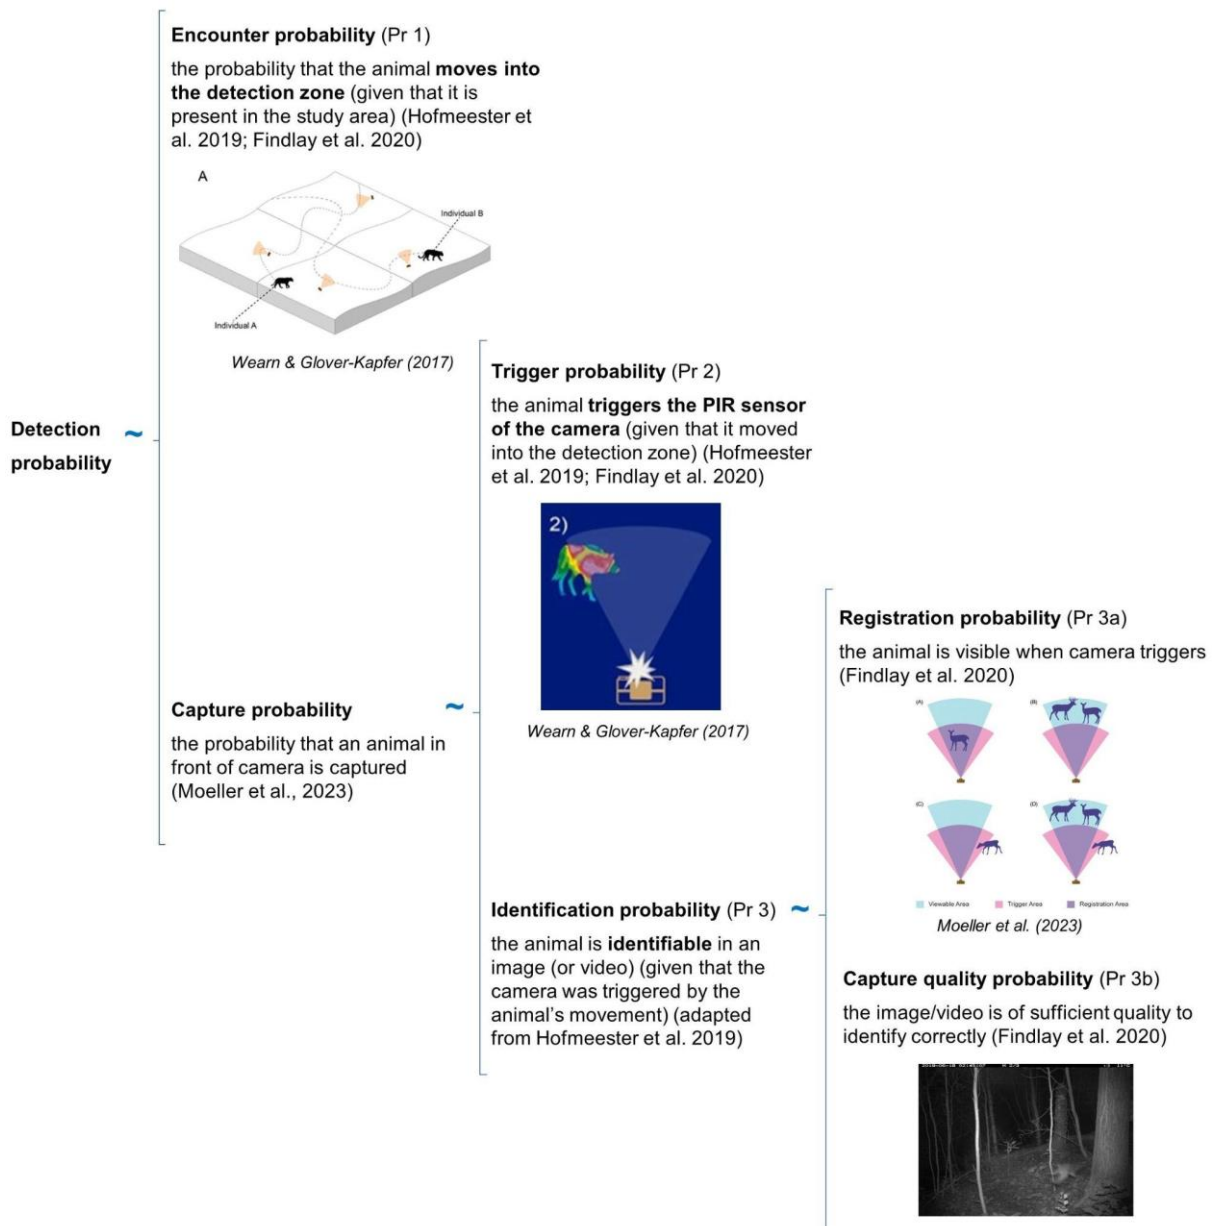 Encounter probability (Pr 1)
the probability that the animal moves into
the detection zone (given that it is
present in the study area) (Hofmeester et
al. 2019; Findlay et al. 2020)
A
Individual B
Individual A
Wearn & Glover-Kapfer (2017)
Detection
probability
~
Trigger probability (Pr 2)
the animal triggers the PIR sensor
of the camera (given that it moved
into the detection zone) (Hofmeester
et al. 2019; Findlay et al. 2020)
2)
Wearn & Glover-Kapfer (2017)
Capture probability
~
the probability that an animal in
front of camera is captured
(Moeller et al., 2023)
Registration probability (Pr 3a)
the animal is visible when camera triggers
(Findlay et al. 2020)
(A)
(B)
(C)
(D)
Viewable Area Trigger Area Registration Area
Moeller et al. (2023)
Identification probability (Pr 3) ~
the animal is identifiable in an
image (or video) (given that the
camera was triggered by the
animal's movement) (adapted
from Hofmeester et al. 2019)
Capture quality probability (Pr 3b)
the image/video is of sufficient quality to
identify correctly (Findlay et al. 2020)